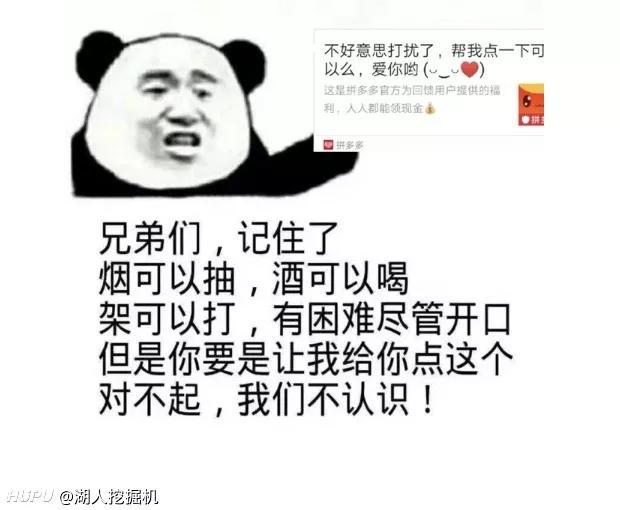 不好意思打扰了，帮我点一下可
以么，爱你哟 (ᴗ‿ᴗ❤️)
这是拼多多官方为回馈用户提供的福
利，人人都能领现金💰
拼多
拼多多
兄弟们，记住了
烟可以抽，酒可以喝
架可以打，有困难尽管开口
但是你要是让我给你点这个
对不起，我们不认识！
HUPU @湖人挖掘机